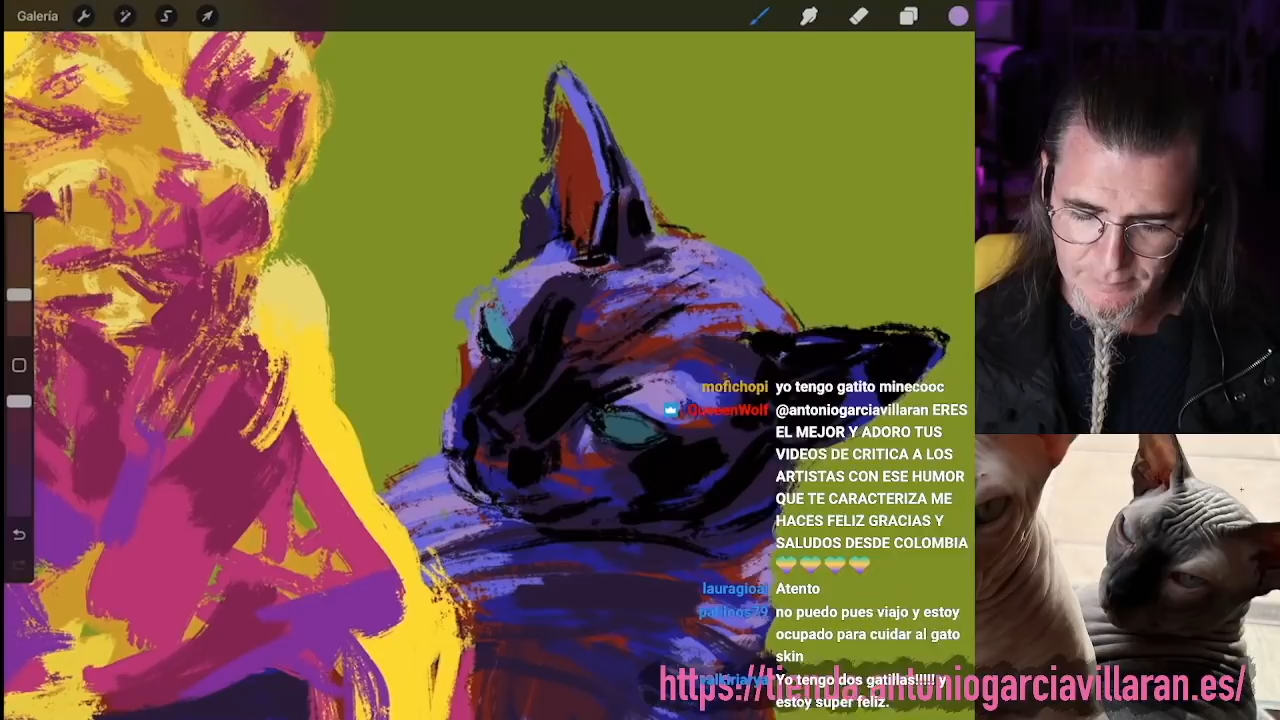 Galería
mofichopi yo tengo gatito minecooc
QueeenWolf @antoniogarciavillaran ERES
EL MEJOR Y ADORO TUS
VIDEOS DE CRITICA A LOS
ARTISTAS CON ESE HUMOR
QUE TE CARACTERIZA ME
HACES FELIZ GRACIAS Y
SALUDOS DESDE COLOMBIA
Atento
no puedo pues viajo y estoy
ocupado para cuidar al gato
skin
Yo tengo dos gatillas!!!!! y
estoy super feliz.
https://tienda.antoniogarciavillaran.es/